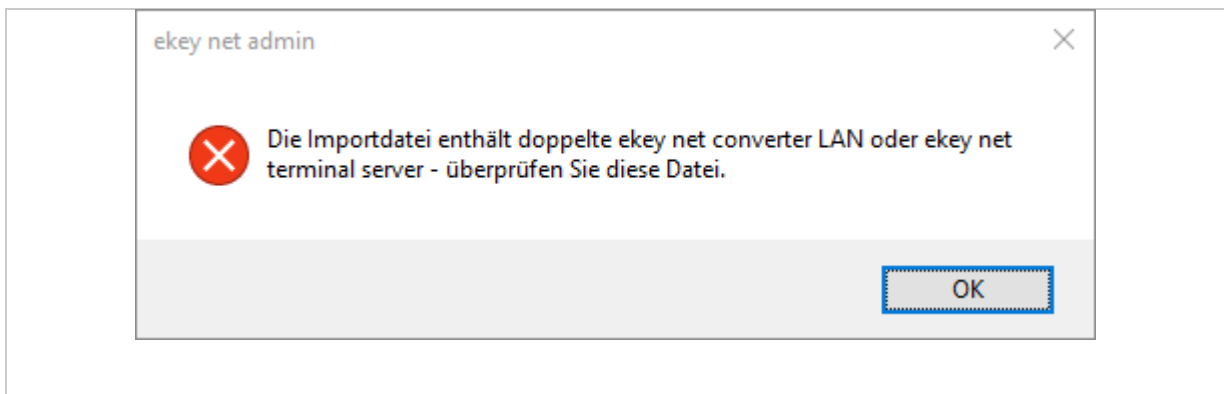 ekey net admin
Die Importdatei enthält doppelte ekey net converter LAN oder ekey net
terminal server - überprüfen Sie diese Datei.
OK